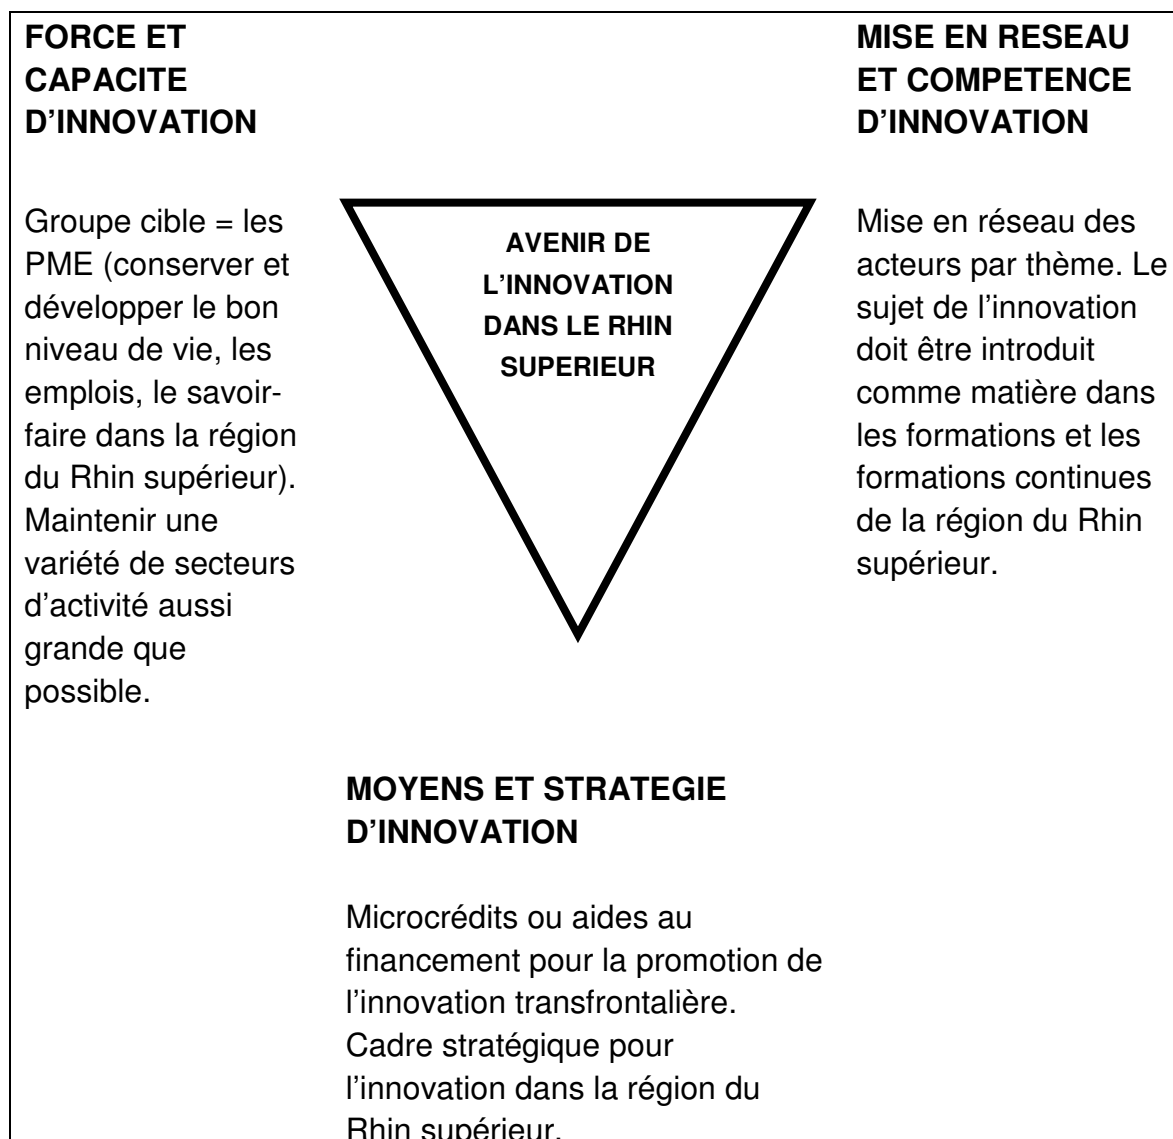 FORCE ET
CAPACITE
D’INNOVATION
Groupe cible = les
PME (conserver et
développer le bon
niveau de vie, les
emplois, le savoir-
faire dans la région
du Rhin supérieur).
Maintenir une
variété de secteurs
d’activité aussi
grande que
possible.
AVENIR DE
L’INNOVATION
DANS LE RHIN
SUPERIEUR
MISE EN RESEAU
ET COMPETENCE
D’INNOVATION
Mise en réseau des
acteurs par thème. Le
sujet de l’innovation
doit être introduit
comme matière dans
les formations et les
formations continues
de la région du Rhin
supérieur.
MOYENS ET STRATEGIE
D’INNOVATION
Microcrédits ou aides au
financement pour la promotion de
l’innovation transfrontalière.
Cadre stratégique pour
l’innovation dans la région du
Rhin supérieur.